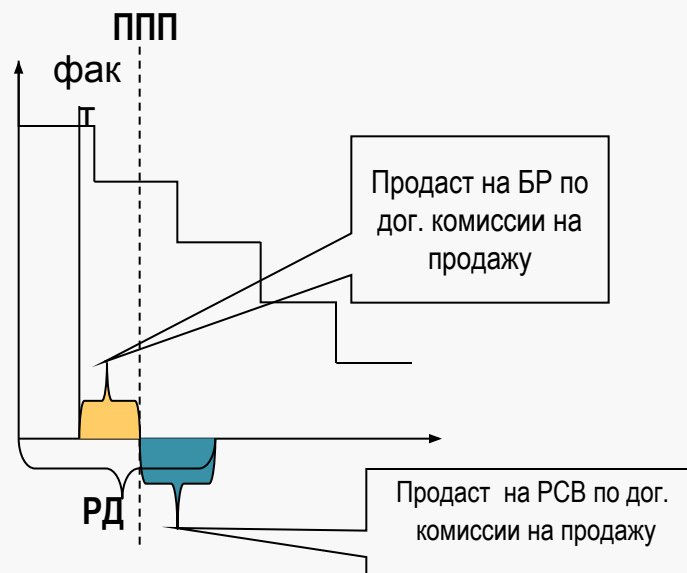 ППП
фак
т
Продаст на БР по
дог. комиссии на
продажу
РД
Продаст на РСВ по дог.
комиссии на продажу